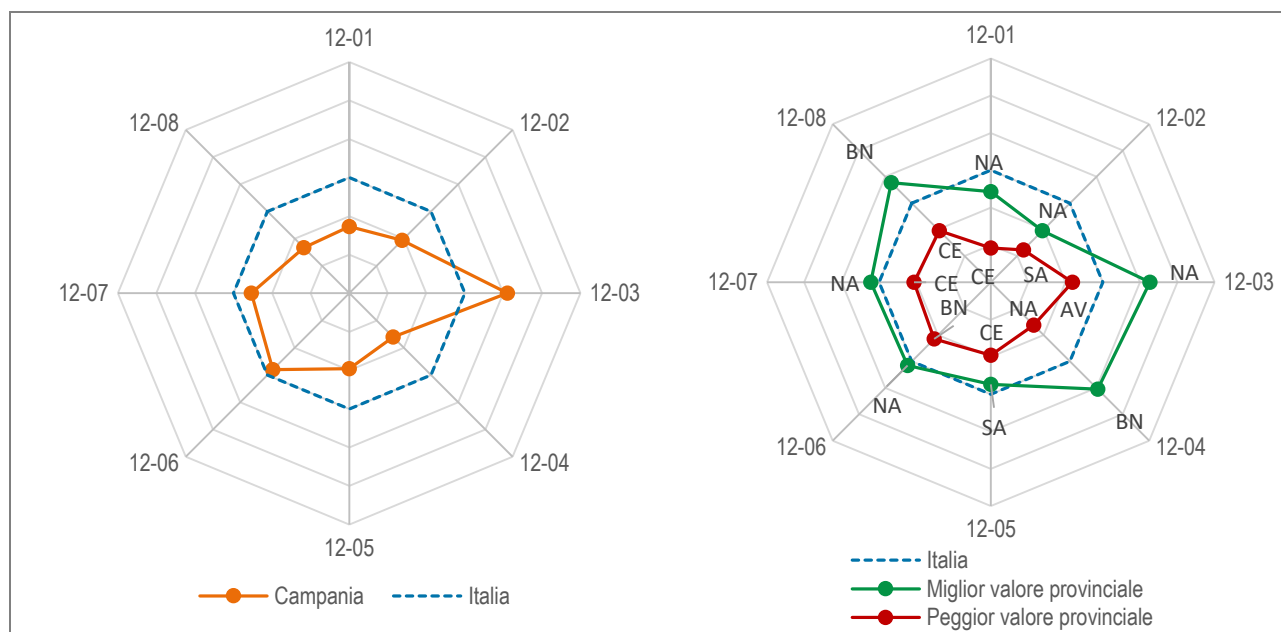 12-01
12-02
12-03
12-04
12-05
12-06
12-07
12-08
Campania
Italia
12-01
12-02
12-03
12-04
12-05
12-06
12-07
12-08
NA
NA
NA
BN
SA
NA
NA
BN
CE
SA
AV
NA
CE
BN
CE
CE
Italia
Miglior valore provinciale
Peggior valore provinciale